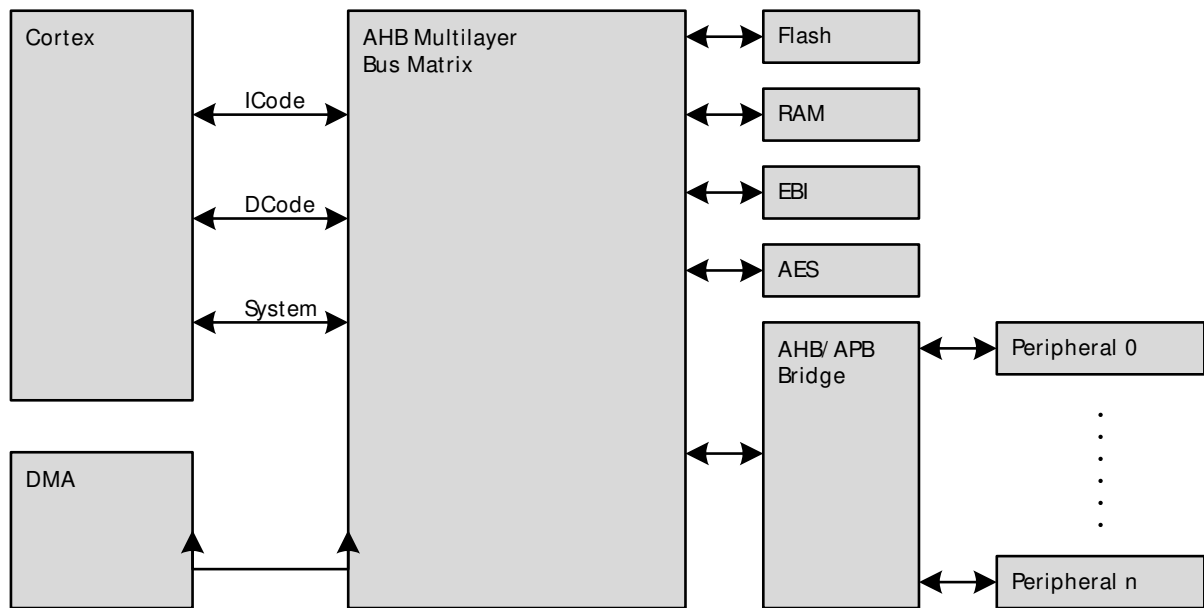 Cortex
AHB Multilayer
Bus Matrix
Flash
ICode
RAM
DCode
EBI
AES
System
AHB/APB
Bridge
Peripheral 0
DMA
Peripheral n